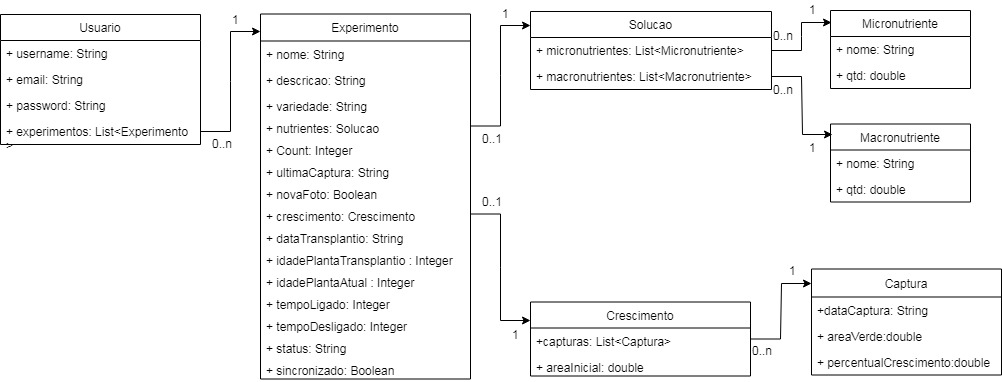 Usuario
+ username: String
+ email: String
+ password: String
+ experimentos: List<Experimento
>
0..n
1
Experimento
+ nome: String
+ descricao: String
+ variedade: String
+ nutrientes: Solucao
+ Count: Integer
+ ultimaCaptura: String
+ novaFoto: Boolean
+ crescimento: Crescimento
+ dataTransplantio: String
+ idadePlantaTransplantio : Integer
+ idadePlantaAtual : Integer
+ tempoLigado: Integer
+ tempoDesligado: Integer
+ status: String
+ sincronizado: Boolean
1
0..1
Solucao
+ micronutrientes: List<Micronutriente>
+ macronutrientes: List<Macronutriente>
0..n
0..n
1
Micronutriente
+ nome: String
+ qtd: double
1
Macronutriente
+ nome: String
+ qtd: double
0..1
1
Crescimento
+capturas: List<Captura>
+ areaInicial: double
0..n
1
Captura
+dataCaptura: String
+ areaVerde:double
+ percentualCrescimento:double